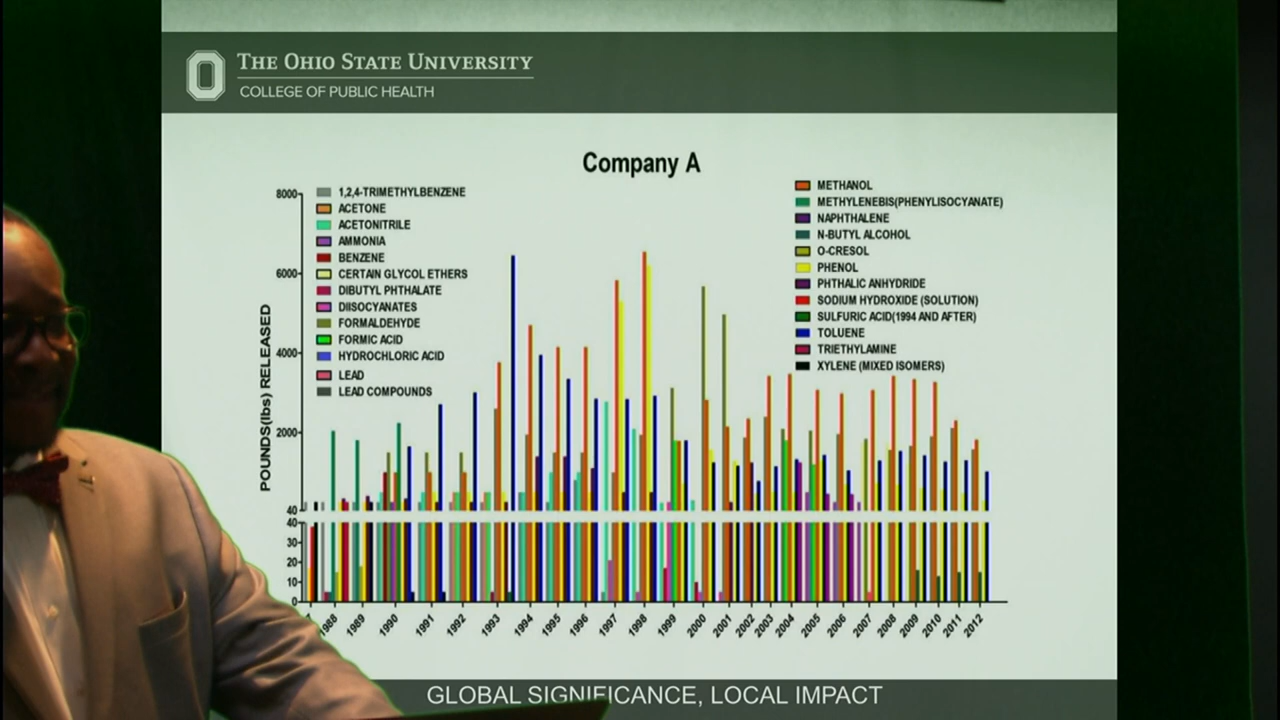 THE OHIO STATE UNIVERSITY
COLLEGE OF PUBLIC HEALTH
Company A
POUNDS(lbs) RELEASED
8000
6000
4000
2000
40
40
30
20
10
0
1,2,4-TRIMETHYLBENZENE
ACETONE
ACETONITRILE
AMMONIA
BENZENE
CERTAIN GLYCOL ETHERS
DIBUTYL PHTHALATE
DIISOCYANATES
FORMALDEHYDE
FORMIC ACID
HYDROCHLORIC ACID
LEAD
LEAD COMPOUNDS
METHANOL
METHYLENEBIS(PHENYLISOCYANATE)
NAPHTHALENE
N-BUTYL ALCOHOL
O-CRESOL
PHENOL
PHTHALIC ANHYDRIDE
SODIUM HYDROXIDE (SOLUTION)
SULFURIC ACID(1994 AND AFTER)
TOLUENE
TRIETHYLAMINE
XYLENE (MIXED ISOMERS)
1988 1989 1990 1991 1992 1993 1994 1995 1996 1997 1998 1999 2000 2001 2002 2003 2004 2005 2006 2007 2008 2009 2010 2011 2012
GLOBAL SIGNIFICANCE, LOCAL IMPACT